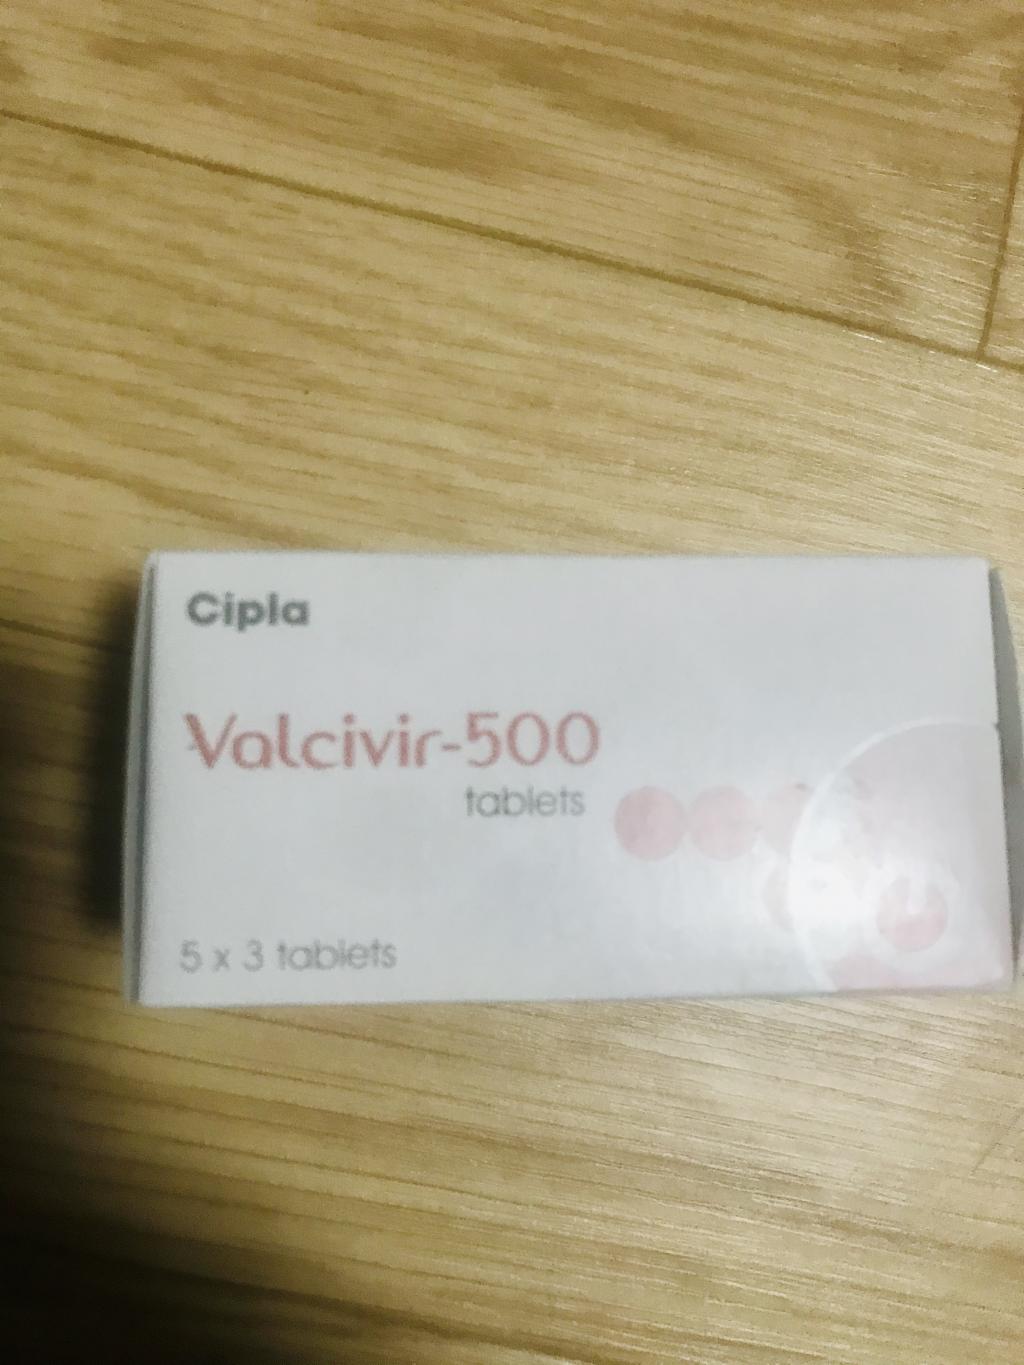 Cipla
Valcivir-500
tablets
5 x 3 tablets